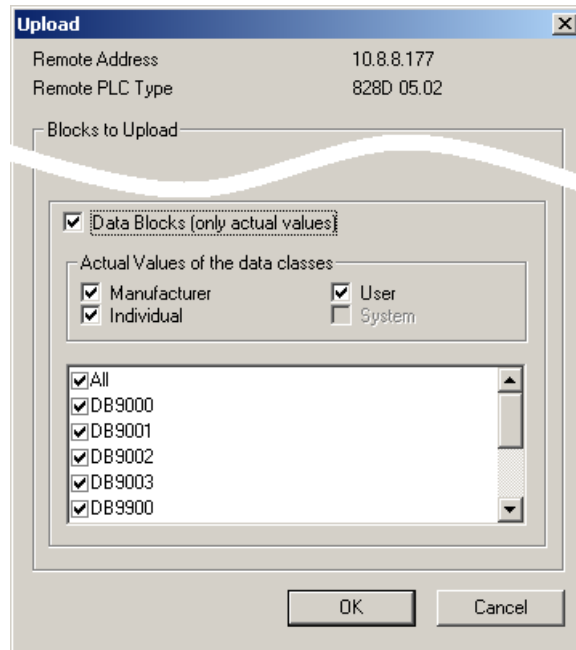 Upload
Remote Address 10.8.8.177
Remote PLC Type 828D 05.02
Blocks to Upload
Data Blocks (only actual values)
Actual Values of the data classes
Manufacturer User
Individual System
All
DB9000
DB9001
DB9002
DB9003
DB9900
OK Cancel